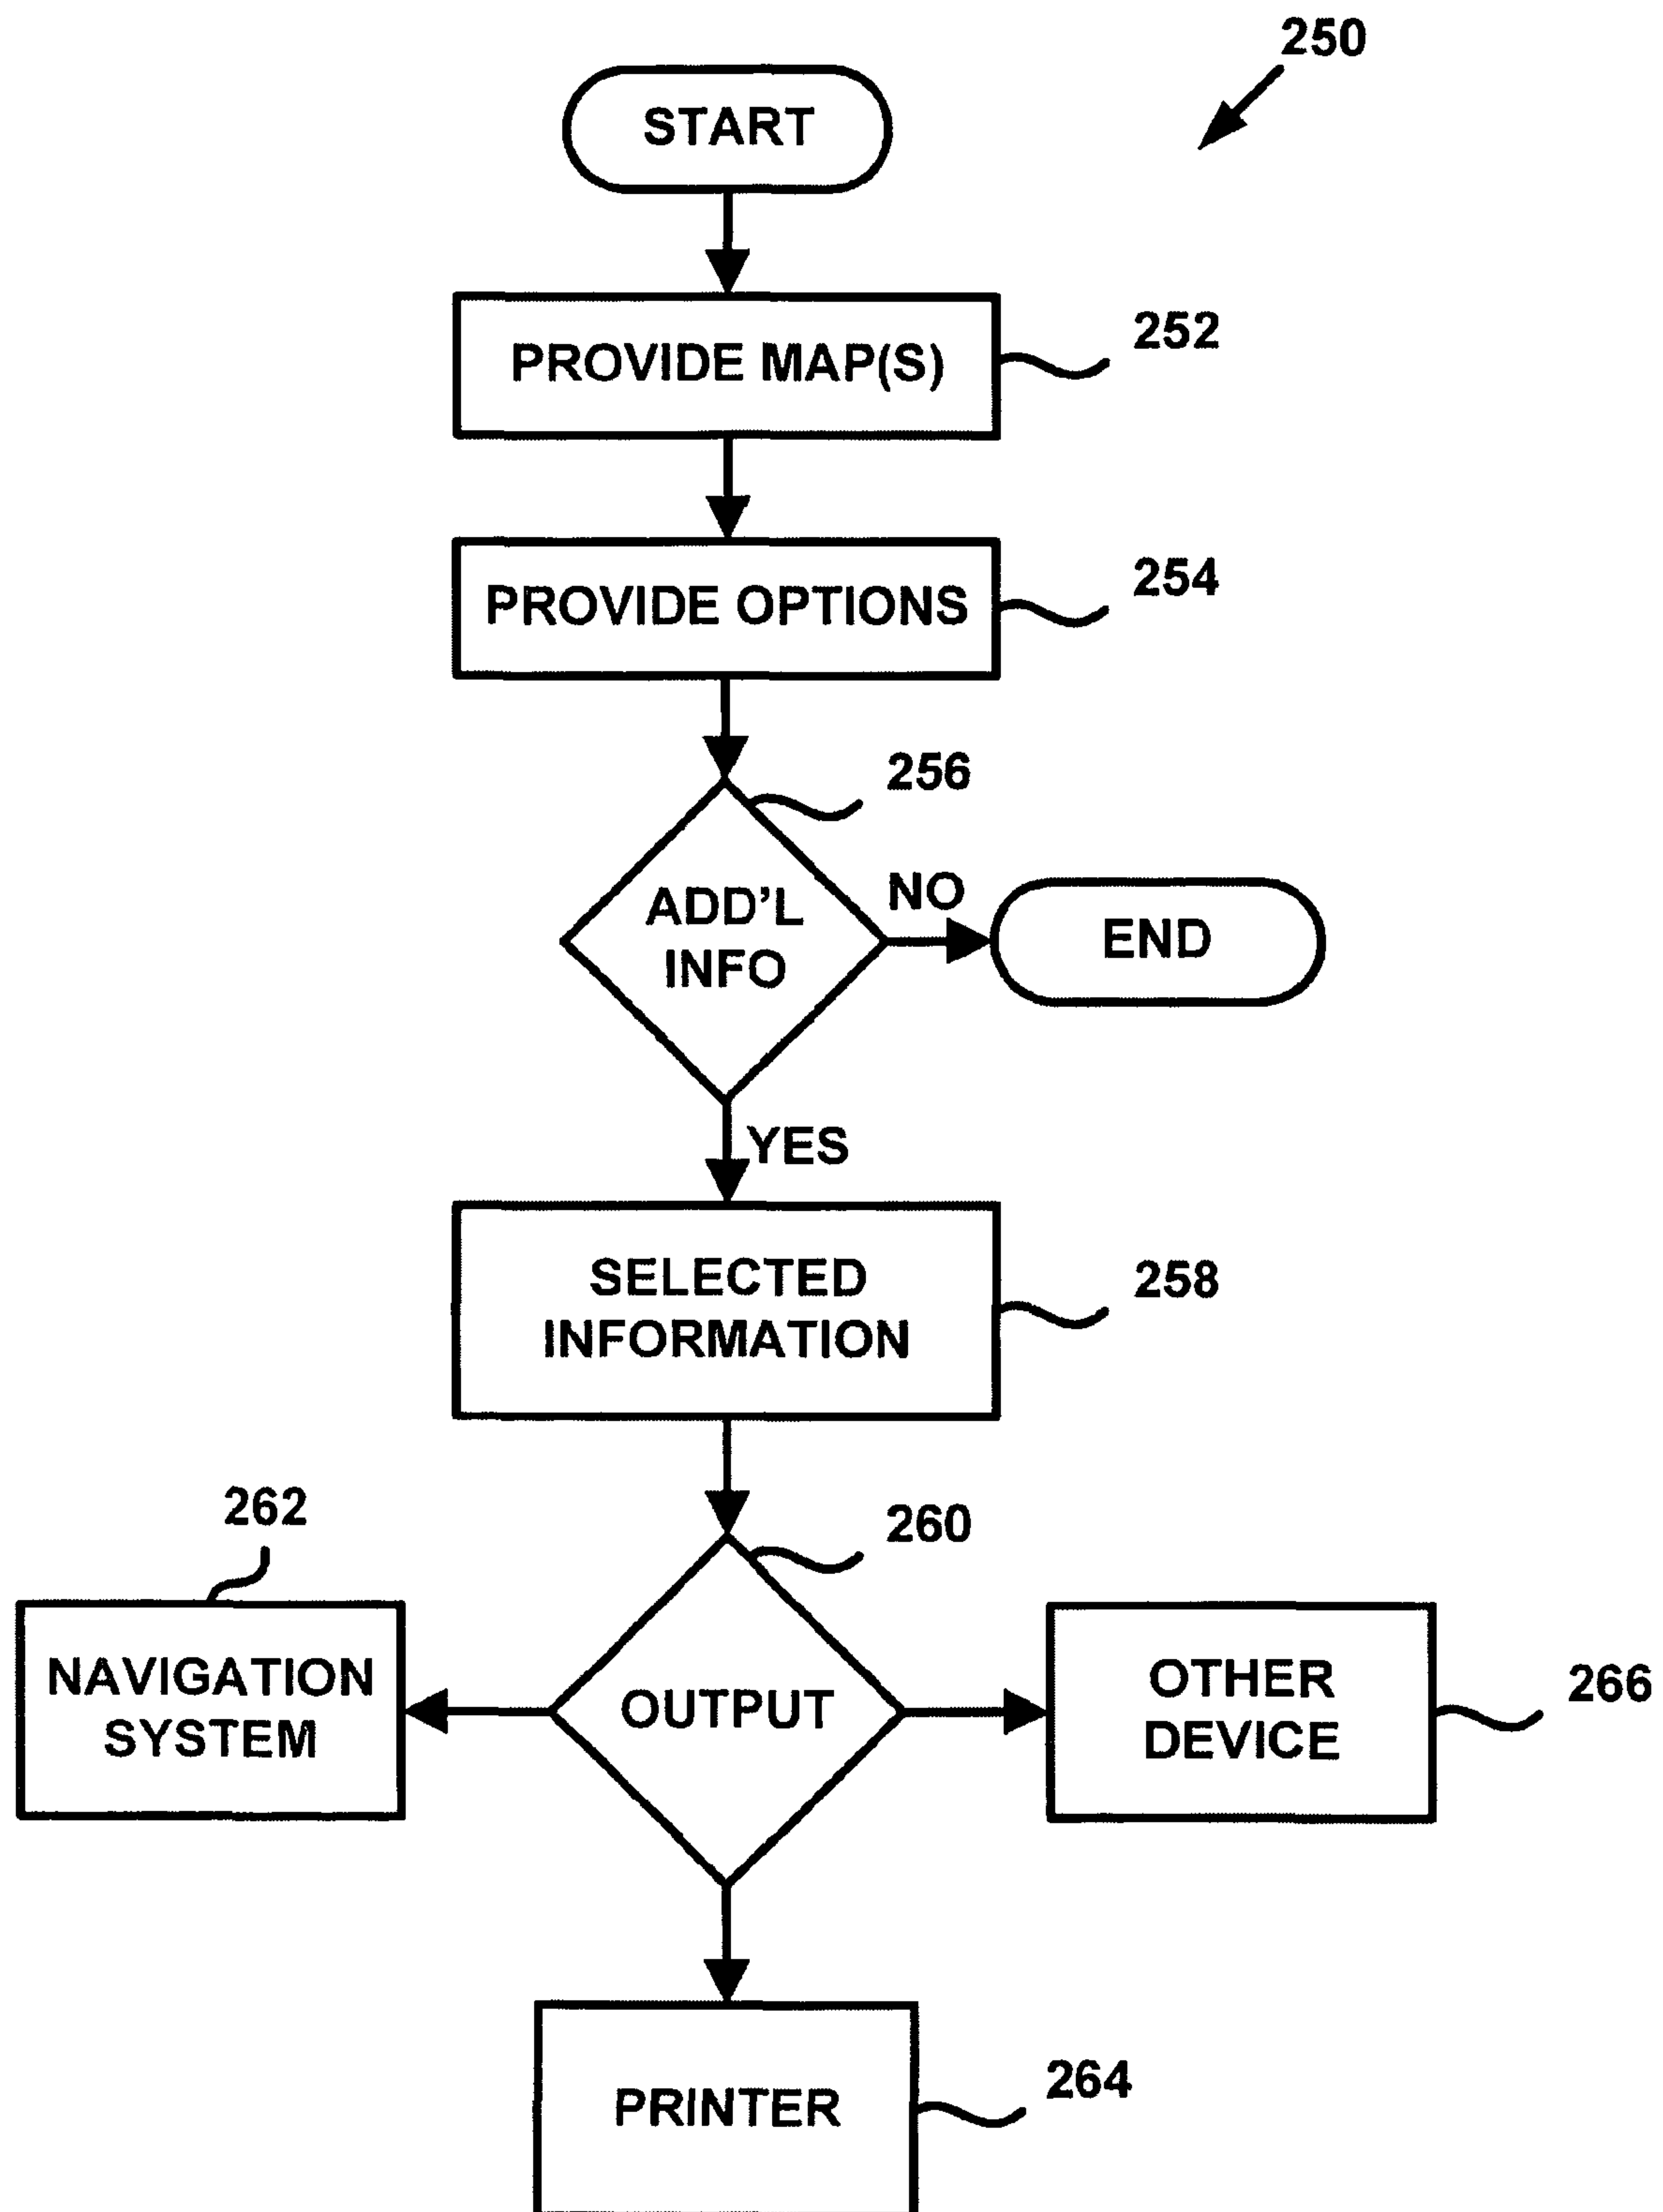 250
START
PROVIDE MAP(S)
252
PROVIDE OPTIONS
254
256
ADD'L
INFO
NO
END
YES
SELECTED
INFORMATION
258
260
262
NAVIGATION
SYSTEM
OUTPUT
OTHER
DEVICE
266
PRINTER
264